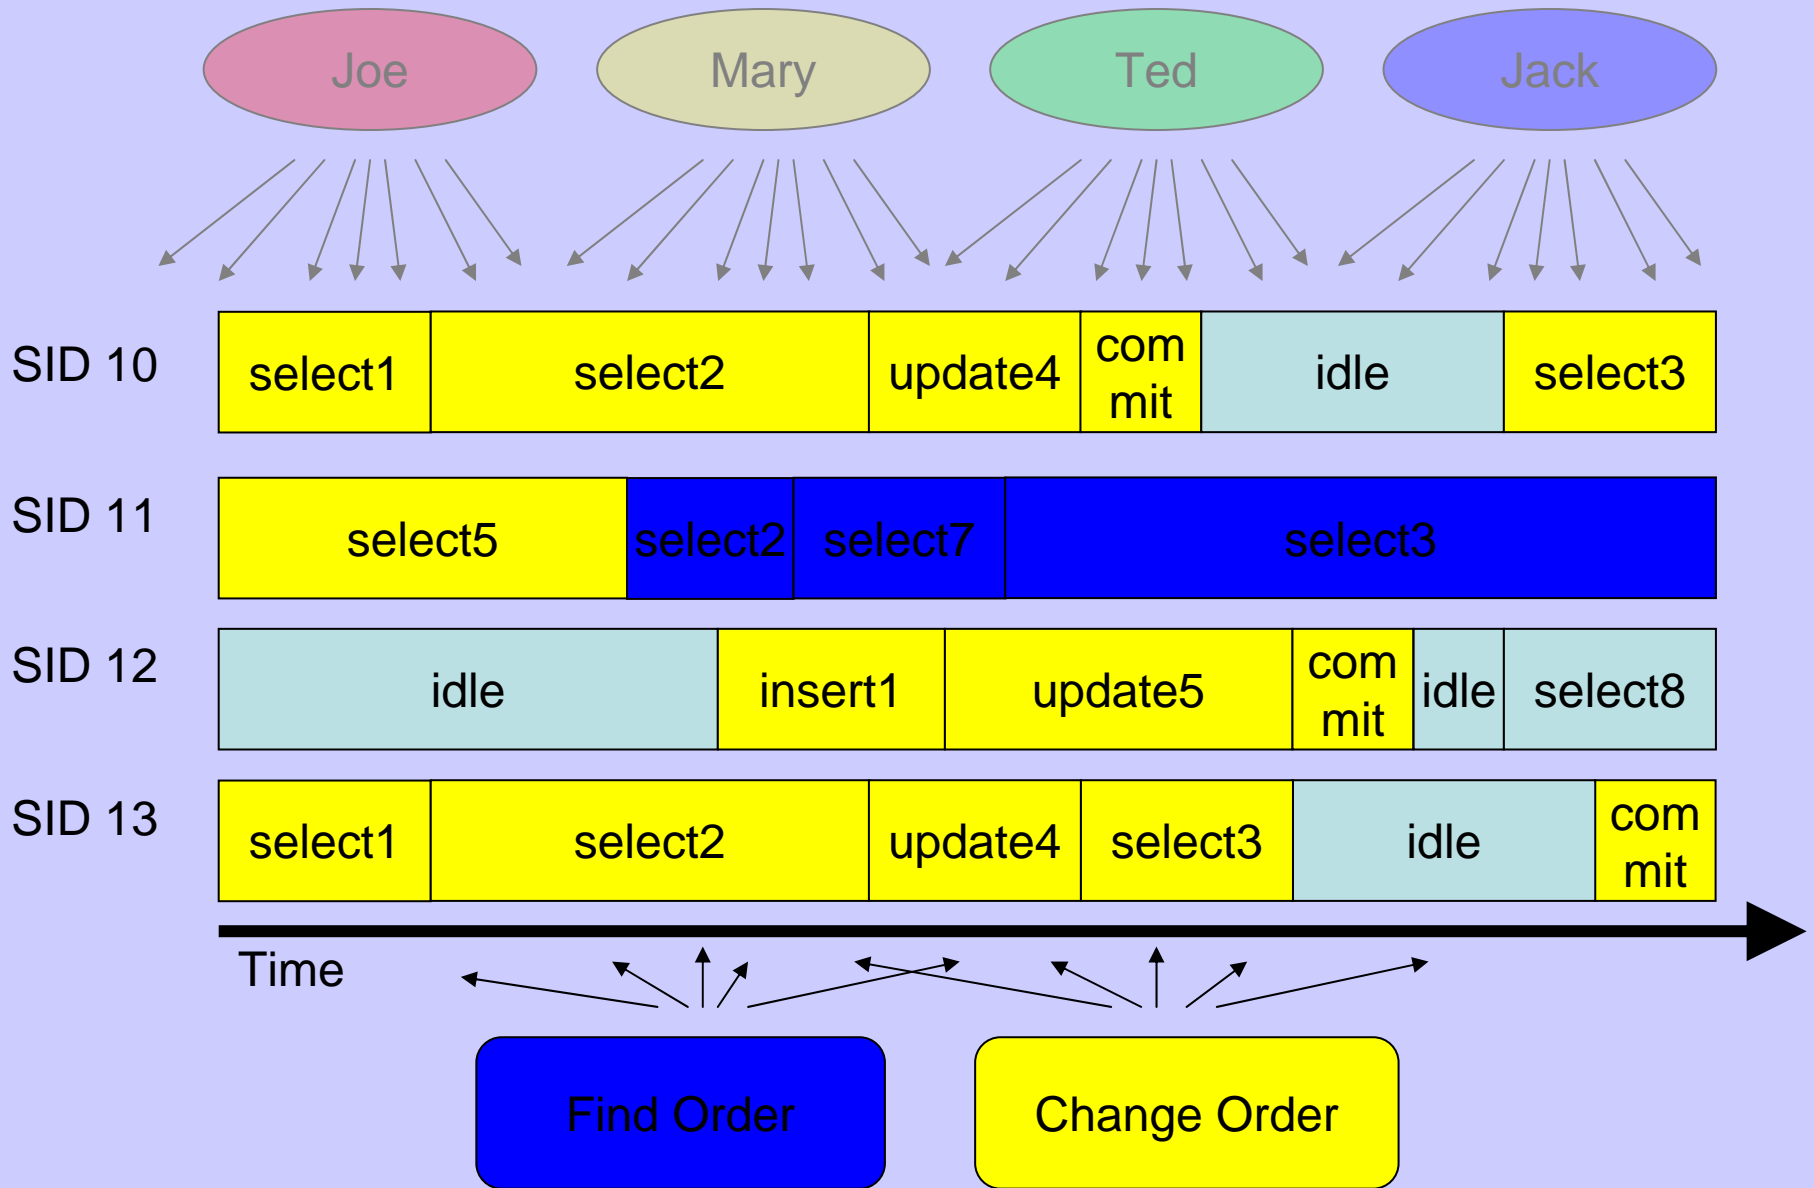 Joe
Mary
Ted
Jack
SID 10
select1
select2
update4
com
mit
idle
select3
SID 11
select5
select2
select7
select3
SID 12
idle
insert1
update5
com
mit
idle
select8
SID 13
select1
select2
update4
select3
idle
com
mit
Time
Find Order
Change Order